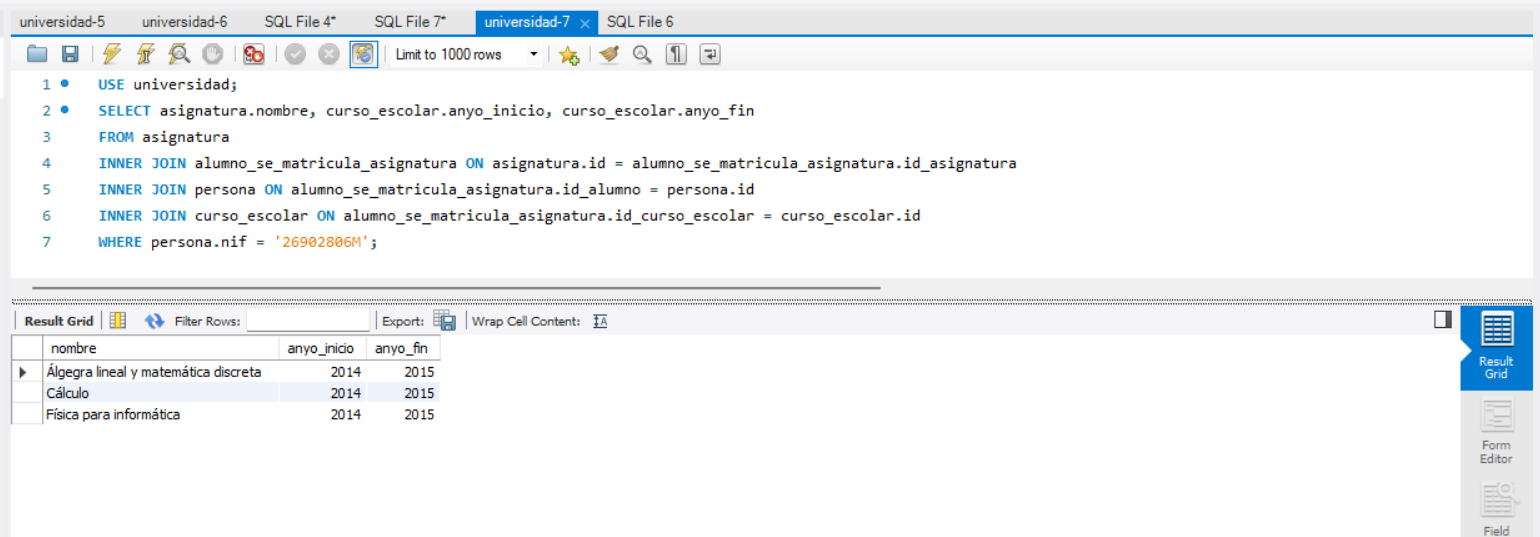 universidad-5 universidad-6 SQL File 4* SQL File 7* universidad-7 × SQL File 6
Limit to 1000 rows
1 USE universidad;
2 SELECT asignatura.nombre, curso_escolar.anyo_inicio, curso_escolar.anyo_fin
3 FROM asignatura
4 INNER JOIN alumno_se_matricula_asignatura ON asignatura.id = alumno_se_matricula_asignatura.id_asignatura
5 INNER JOIN persona ON alumno_se_matricula_asignatura.id_alumno = persona.id
6 INNER JOIN curso_escolar ON alumno_se_matricula_asignatura.id_curso_escolar = curso_escolar.id
7 WHERE persona.nif = '26902806M';
Result Grid Filter Rows: Export: Wrap Cell Content: IA
nombre anyo_inicio anyo_fin
Álgegra lineal y matemática discreta 2014 2015
Cálculo 2014 2015
Física para informática 2014 2015
Result
Grid
Form
Editor
Field